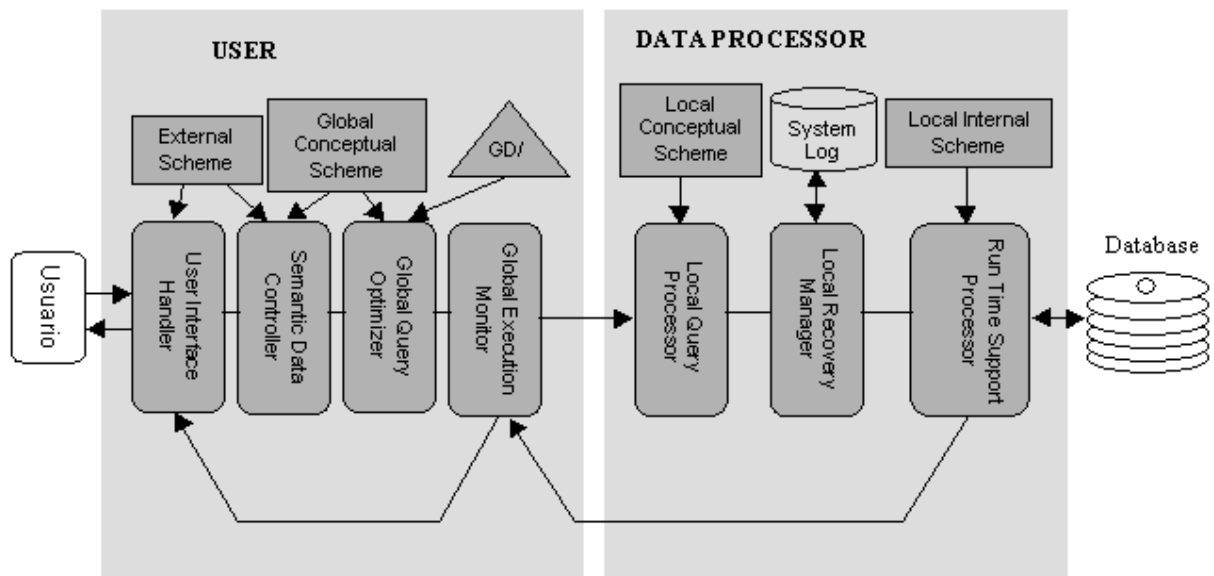 USER
DATA PROCESSOR
External
Scheme
Global
Conceptual
Scheme
GD/
Local
Conceptual
Scheme
System
Log
Local Internal
Scheme
Usuario
User Interface
Handler
Semantic Data
Controller
Global Query
Optimizer
Global Execution
Monitor
Local Query
Processor
Local Recovery
Manager
Run Time Support
Processor
Database